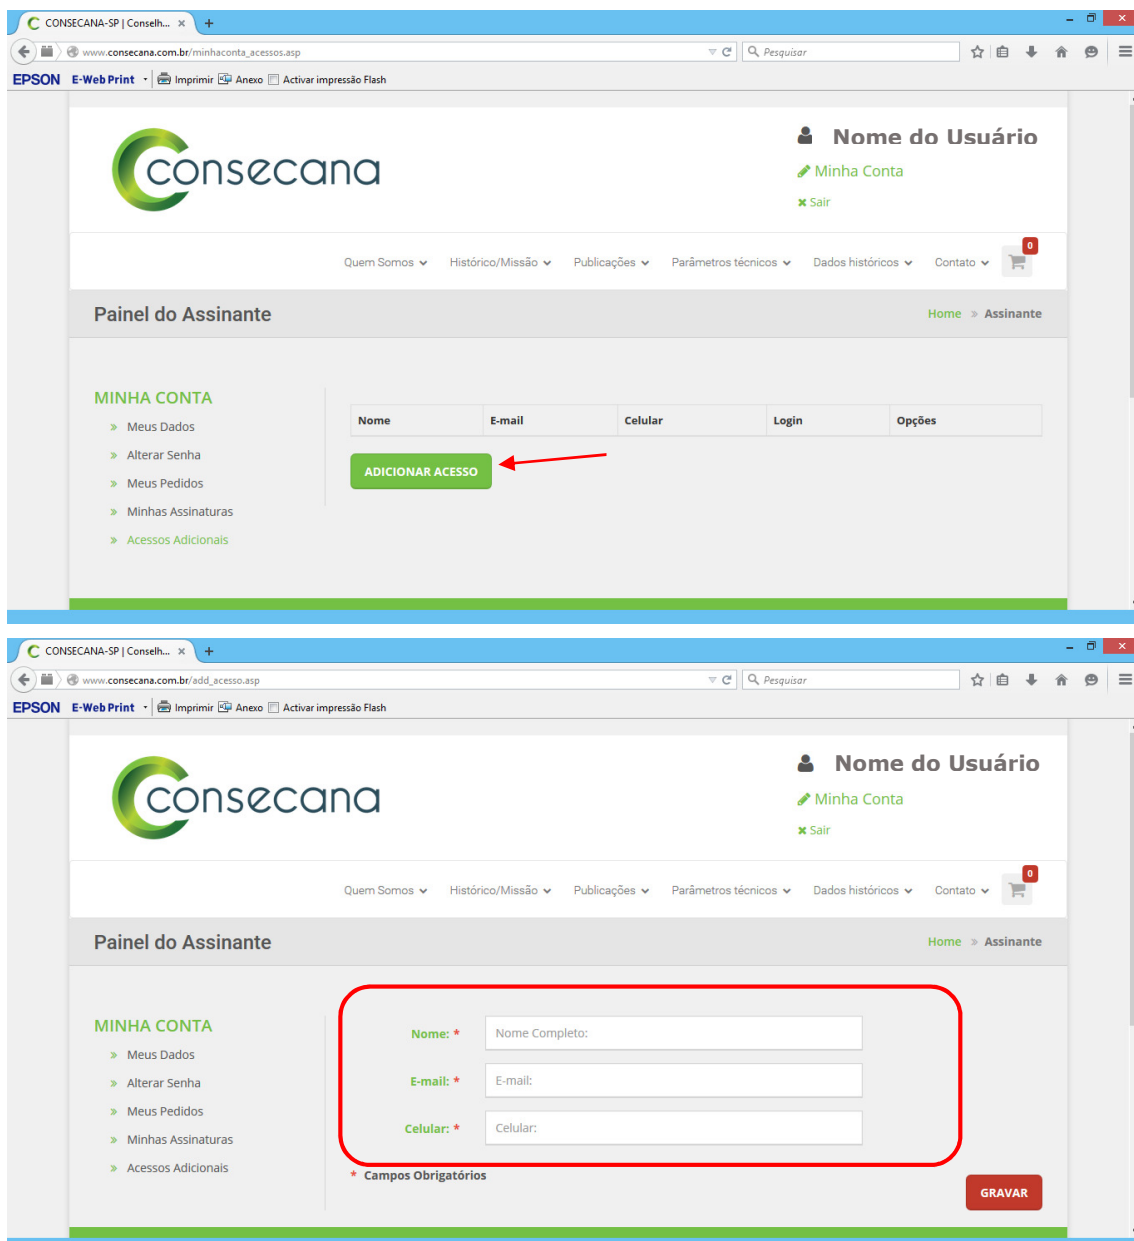 CONSECANA-SP | Conselh... × +
www.consecana.com.br/minhaconta_acessos.asp Pesquisar
EPSON E-Web Print Imprimir Anexo Activar impressão Flash
consecana
Nome do Usuário
Minha Conta
Sair
0
Quem Somos Histórico/Missão Publicações Parâmetros técnicos Dados históricos Contato
Painel do Assinante
Home » Assinante
MINHA CONTA
» Meus Dados
» Alterar Senha
» Meus Pedidos
» Minhas Assinaturas
» Acessos Adicionais
Nome E-mail Celular Login Opções
ADICIONAR ACESSO
CONSECANA-SP | Conselh... × +
www.consecana.com.br/add_acesso.asp Pesquisar
EPSON E-Web Print Imprimir Anexo Activar impressão Flash
consecana
Nome do Usuário
Minha Conta
Sair
0
Quem Somos Histórico/Missão Publicações Parâmetros técnicos Dados históricos Contato
Painel do Assinante
Home » Assinante
MINHA CONTA
» Meus Dados
» Alterar Senha
» Meus Pedidos
» Minhas Assinaturas
» Acessos Adicionais
Nome: * Nome Completo:
E-mail: * E-mail:
Celular: * Celular:
* Campos Obrigatórios
GRAVAR